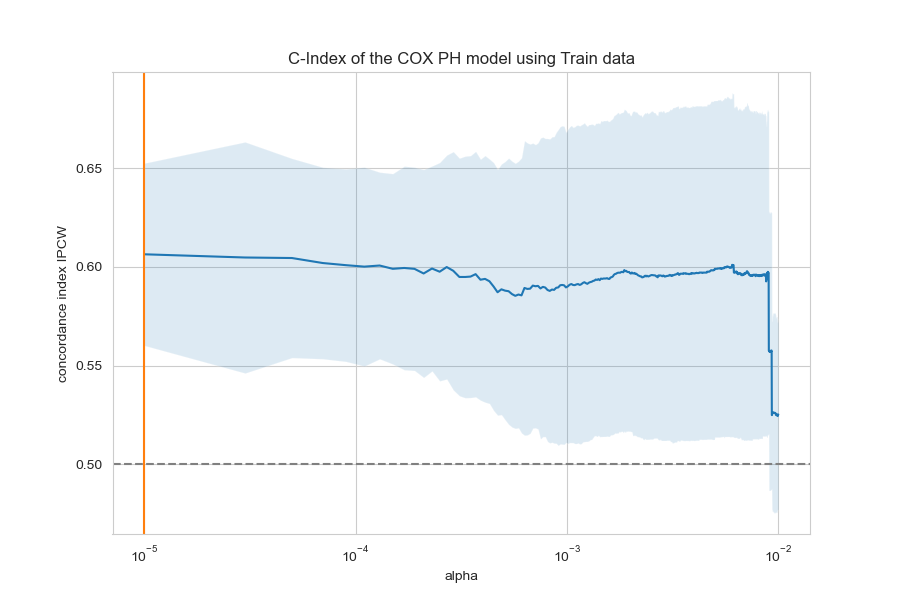 C-Index of the COX PH model using Train data
concordance index IPCW
0.65
0.60
0.55
0.50
10⁻⁵ 10⁻⁴ 10⁻³ 10⁻²
alpha